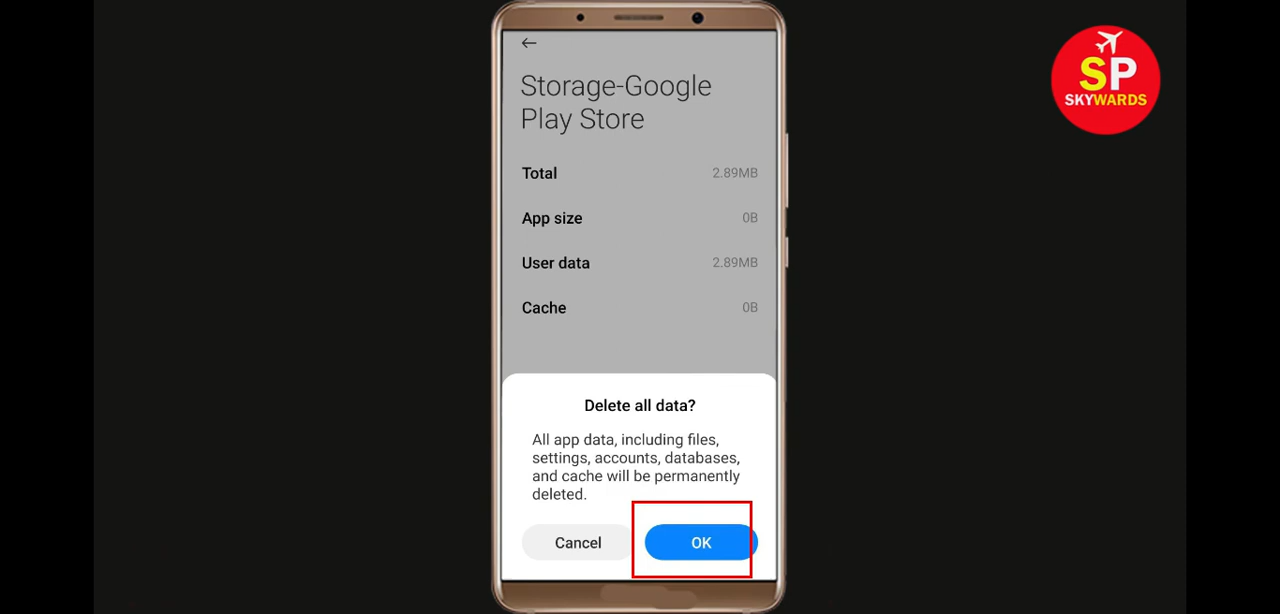 Storage-Google
Play Store
Total 2.89MB
App size 0B
User data 2.89MB
Cache 0B
Delete all data?
All app data, including files,
settings, accounts, databases,
and cache will be permanently
deleted.
Cancel OK
SP
SKYWARDS